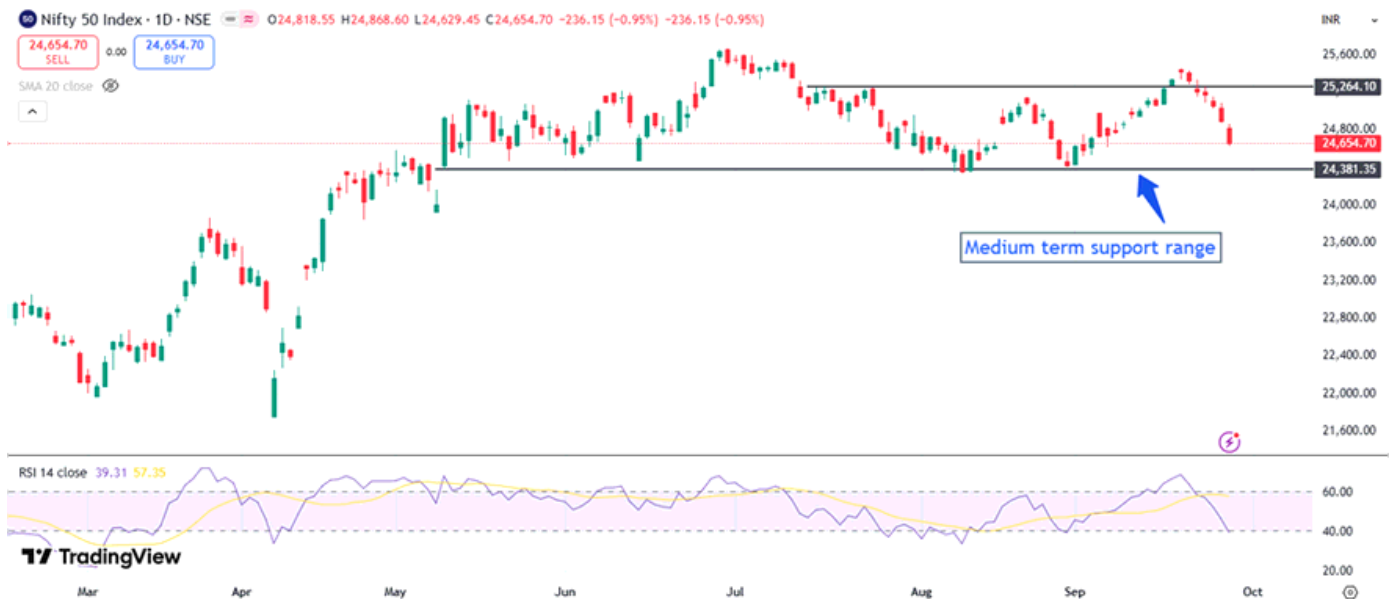 50 Nifty 50 Index · 1D · NSE O24,818.55 H24,868.60 L24,629.45 C24,654.70 -236.15 (-0.95%) -236.15 (-0.95%)
INR
24,654.70 SELL
0.00
24,654.70 BUY
SMA 20 close
25,600.00
25,264.10
24,800.00
24,654.70
24,381.35
24,000.00
23,600.00
23,200.00
22,800.00
22,400.00
22,000.00
21,600.00
Medium term support range
RSI 14 close 39.31 57.35
60.00
40.00
20.00
TradingView
Mar Apr May Jun Jul Aug Sep Oct